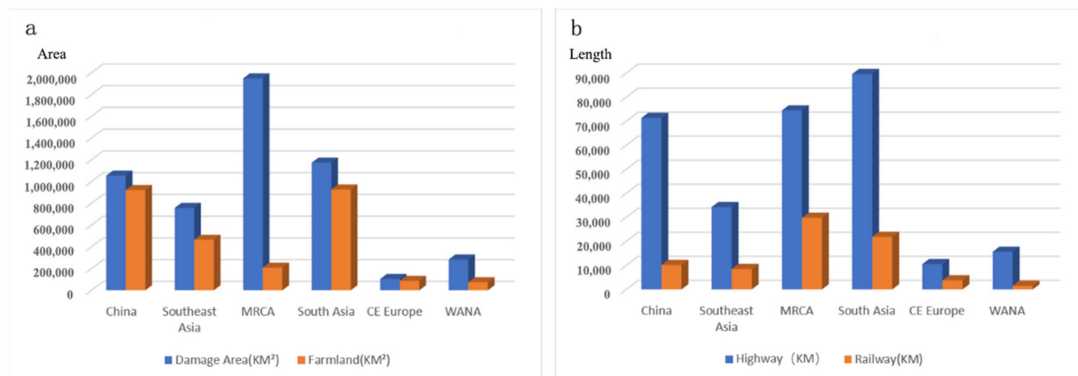 a
Area
2,000,000
1,800,000
1,600,000
1,400,000
1,200,000
1,000,000
800,000
600,000
400,000
200,000
0
China
Southeast
Asia
MRCA
South Asia
CE Europe
WANA
Damage Area(KM²)
Farmland(KM²)
b
Length
90,000
80,000
70,000
60,000
50,000
40,000
30,000
20,000
10,000
0
China
Southeast
Asia
MRCA
South Asia
CE Europe
WANA
Highway（KM)
Railway(KM)